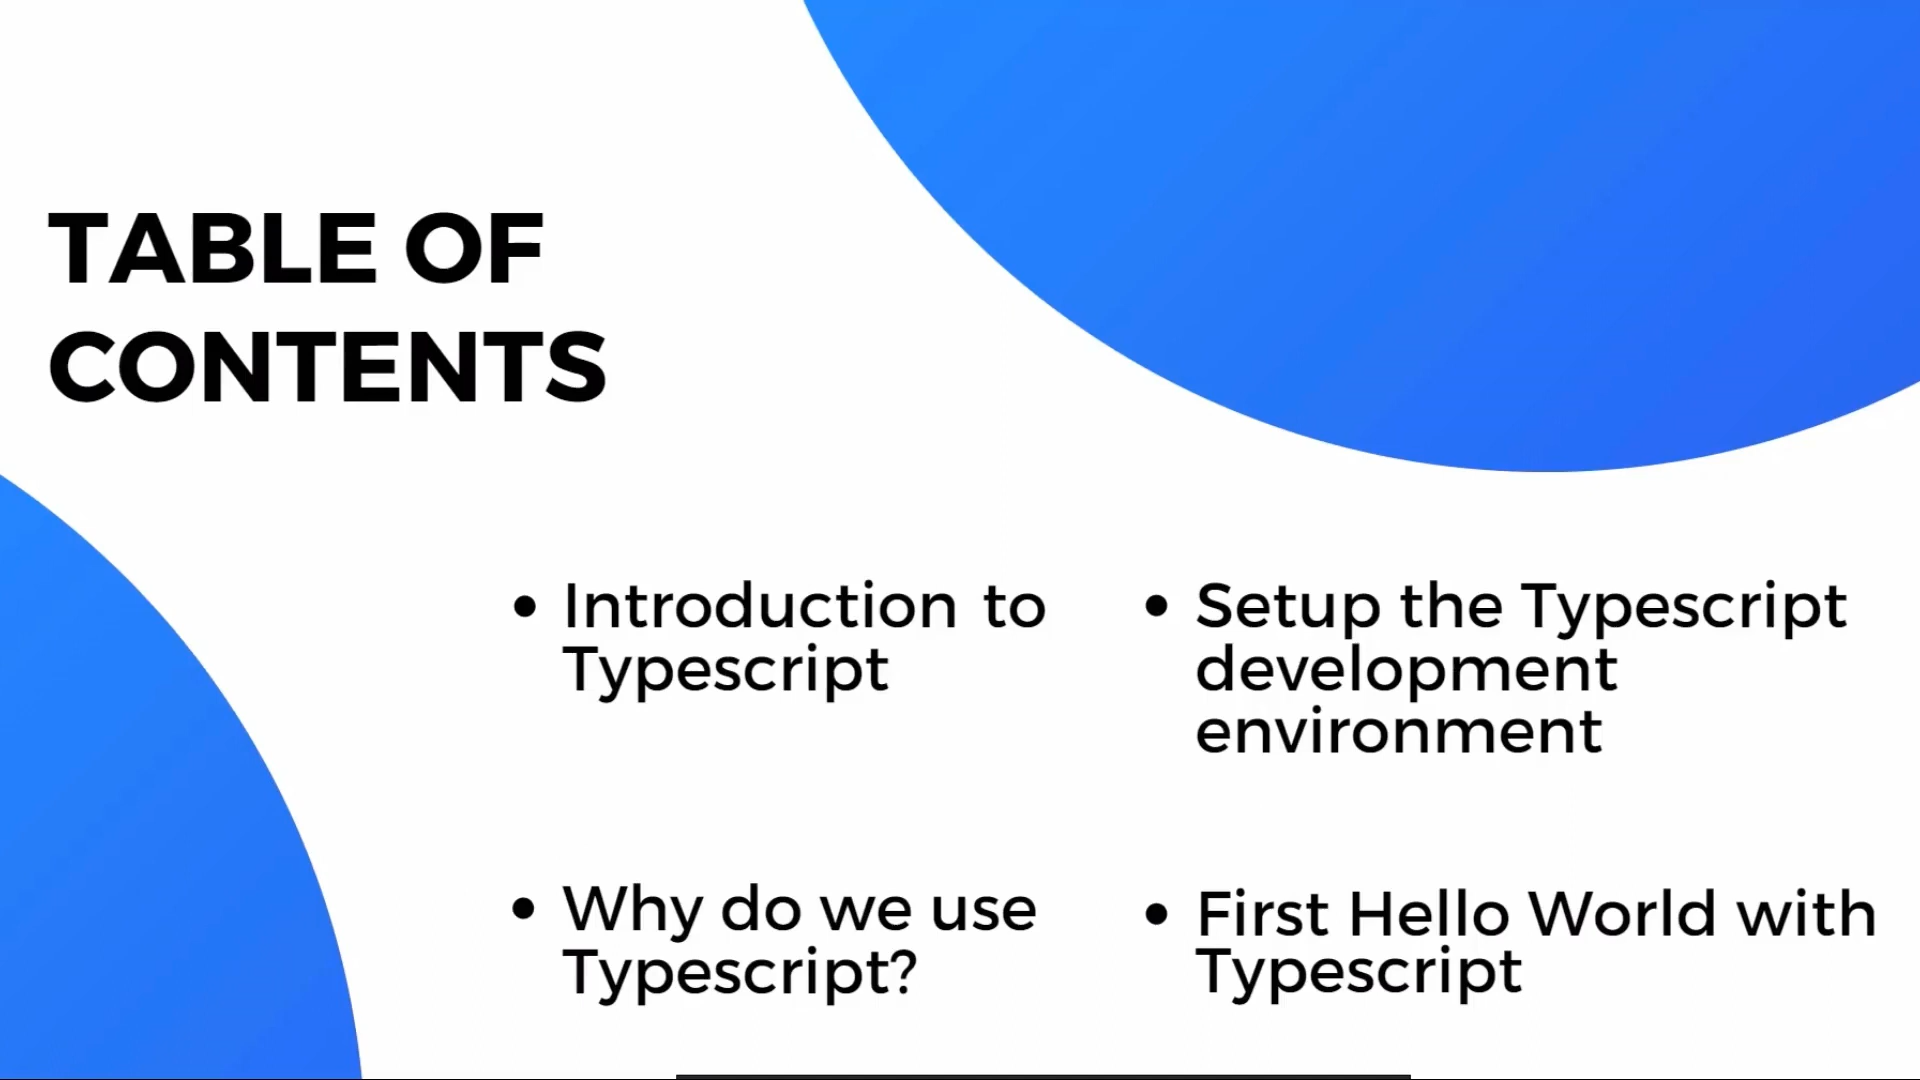 TABLE OF
CONTENTS
• Introduction to
Typescript
• Why do we use
Typescript?
• Setup the Typescript
development
environment
• First Hello World with
Typescript